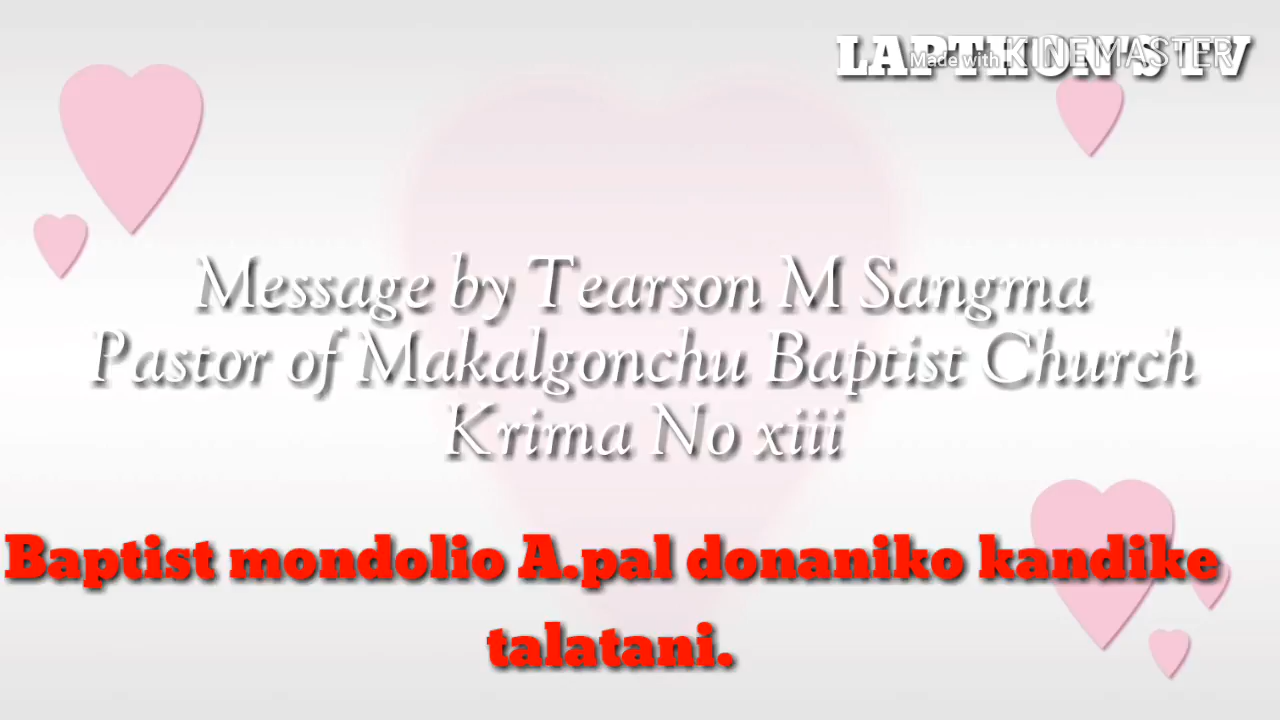 LAPTHON'S TV
Made with KINEMASTER
Message by Tearson M Sangma
Pastor of Makalgonchu Baptist Church
Krima No xiii
Baptist mondolio A.pal donaniko kandike
talatani.